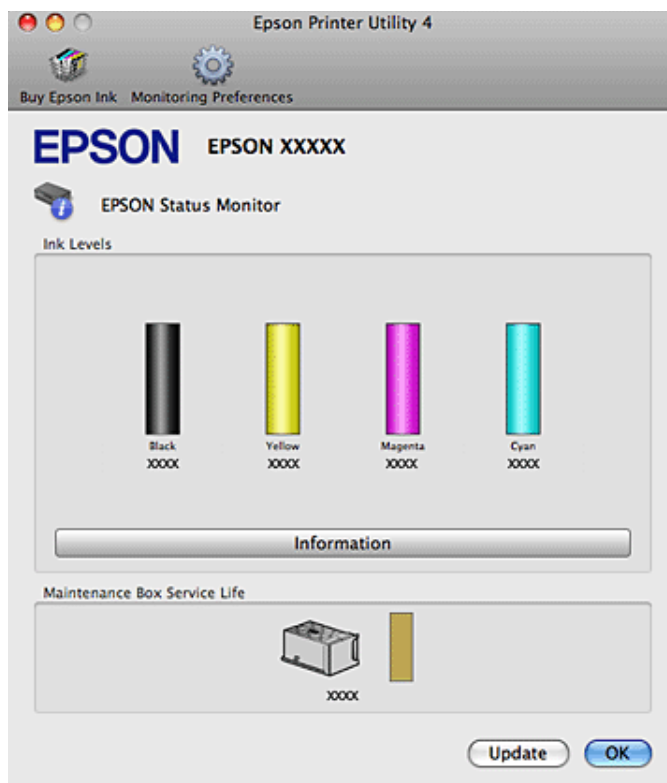 Epson Printer Utility 4
Buy Epson Ink Monitoring Preferences
EPSON EPSON XXXXX
EPSON Status Monitor
Ink Levels
Black Yellow Magenta Cyan
XXXX XXXX XXXX XXXX
Information
Maintenance Box Service Life
XXXX
Update OK